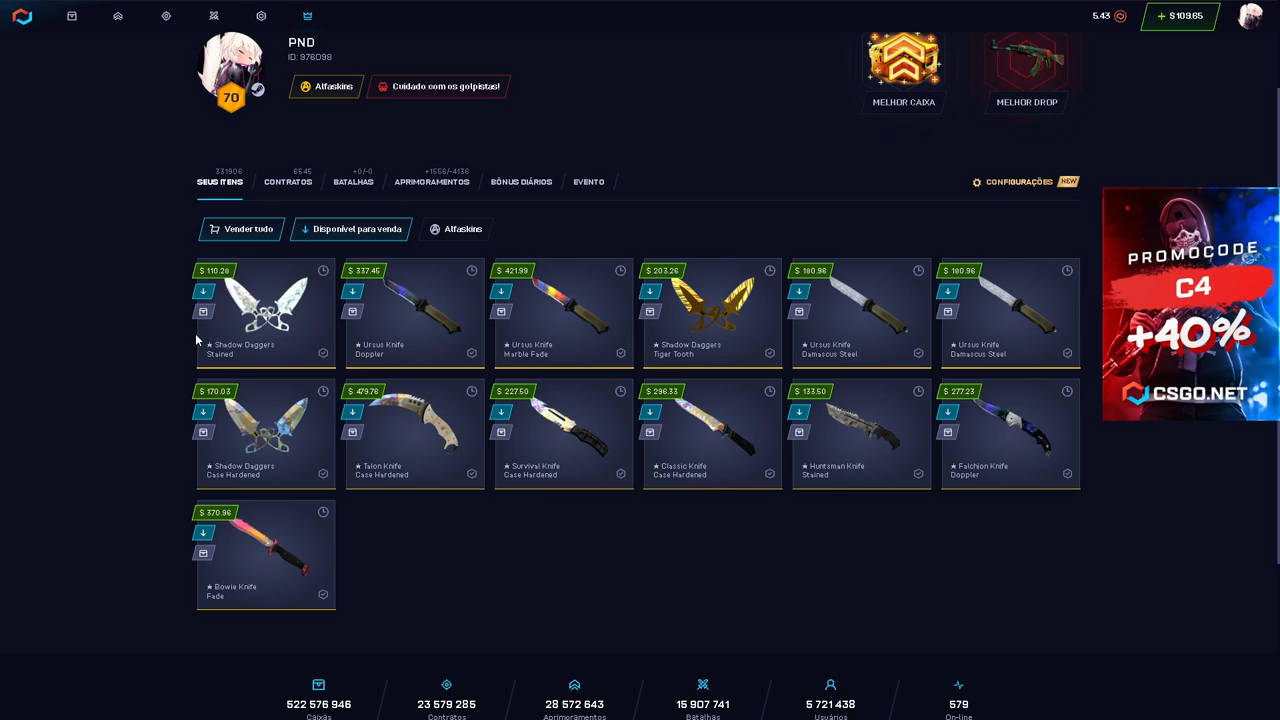 5.43
+ $109.65
PND
ID: 976098
70
Alfaskins
Cuidado com os golpistas!
MELHOR CAIXA
MELHOR DROP
331906
SEUS ITENS
6545
CONTRATOS
+0/-0
BATALHAS
+1556/-4136
APRIMORAMENTOS
BÔNUS DIÁRIOS
EVENTO
CONFIGURAÇÕES NEW
Vender tudo
Disponível para venda
Alfaskins
$ 110.28
★ Shadow Daggers
Stained
$ 337.45
★ Ursus Knife
Doppler
$ 421.99
★ Ursus Knife
Marble Fade
$ 203.26
★ Shadow Daggers
Tiger Tooth
$ 180.96
★ Ursus Knife
Damascus Steel
$ 180.96
★ Ursus Knife
Damascus Steel
$ 170.03
★ Shadow Daggers
Case Hardened
$ 479.76
★ Talon Knife
Case Hardened
$ 227.50
★ Survival Knife
Case Hardened
$ 296.33
★ Classic Knife
Case Hardened
$ 133.50
★ Huntsman Knife
Stained
$ 277.23
★ Falchion Knife
Doppler
$ 370.96
★ Bowie Knife
Fade
PROMOCODE
C4
+40%
CSGO.NET
522 576 946
Caixas
23 579 285
Contratos
28 572 643
Aprimoramentos
15 907 741
Batalhas
5 721 438
Usuários
579
On-line